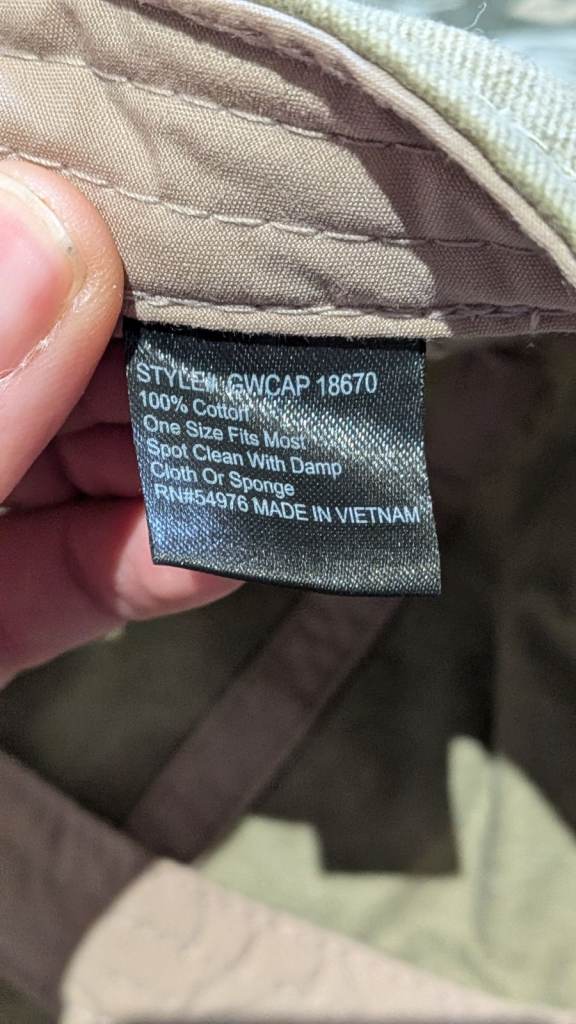 STYLE#: GWCAP 18670
100% Cotton
One Size Fits Most
Spot Clean With Damp
Cloth Or Sponge
RN#54976 MADE IN VIETNAM